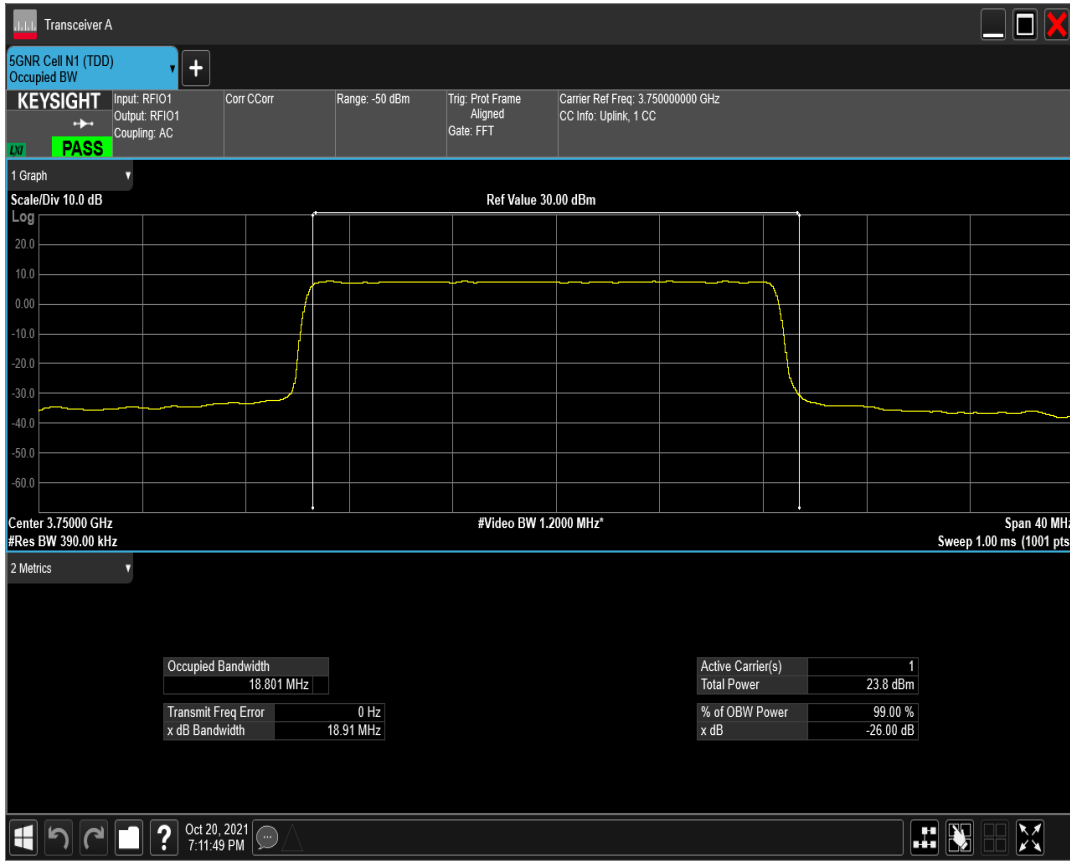 Transceiver A
5GNR Cell N1 (TDD)
Occupied BW
+
KEYSIGHT
LXI
PASS
Input: RFIO1
Output: RFIO1
Coupling: AC
Corr CCorr
Range: -50 dBm
Trig: Prot Frame
Aligned
Gate: FFT
Carrier Ref Freq: 3.750000000 GHz
CC Info: Uplink, 1 CC
1 Graph
Scale/Div 10.0 dB
Ref Value 30.00 dBm
Log
20.0
10.0
0.00
-10.0
-20.0
-30.0
-40.0
-50.0
-60.0
Center 3.75000 GHz
#Video BW 1.2000 MHz*
Span 40 MHz
#Res BW 390.00 kHz
Sweep 1.00 ms (1001 pts
2 Metrics
Occupied Bandwidth
18.801 MHz
Transmit Freq Error 0 Hz
x dB Bandwidth 18.91 MHz
Active Carrier(s) 1
Total Power 23.8 dBm
% of OBW Power 99.00 %
x dB -26.00 dB
?
Oct 20, 2021
7:11:49 PM